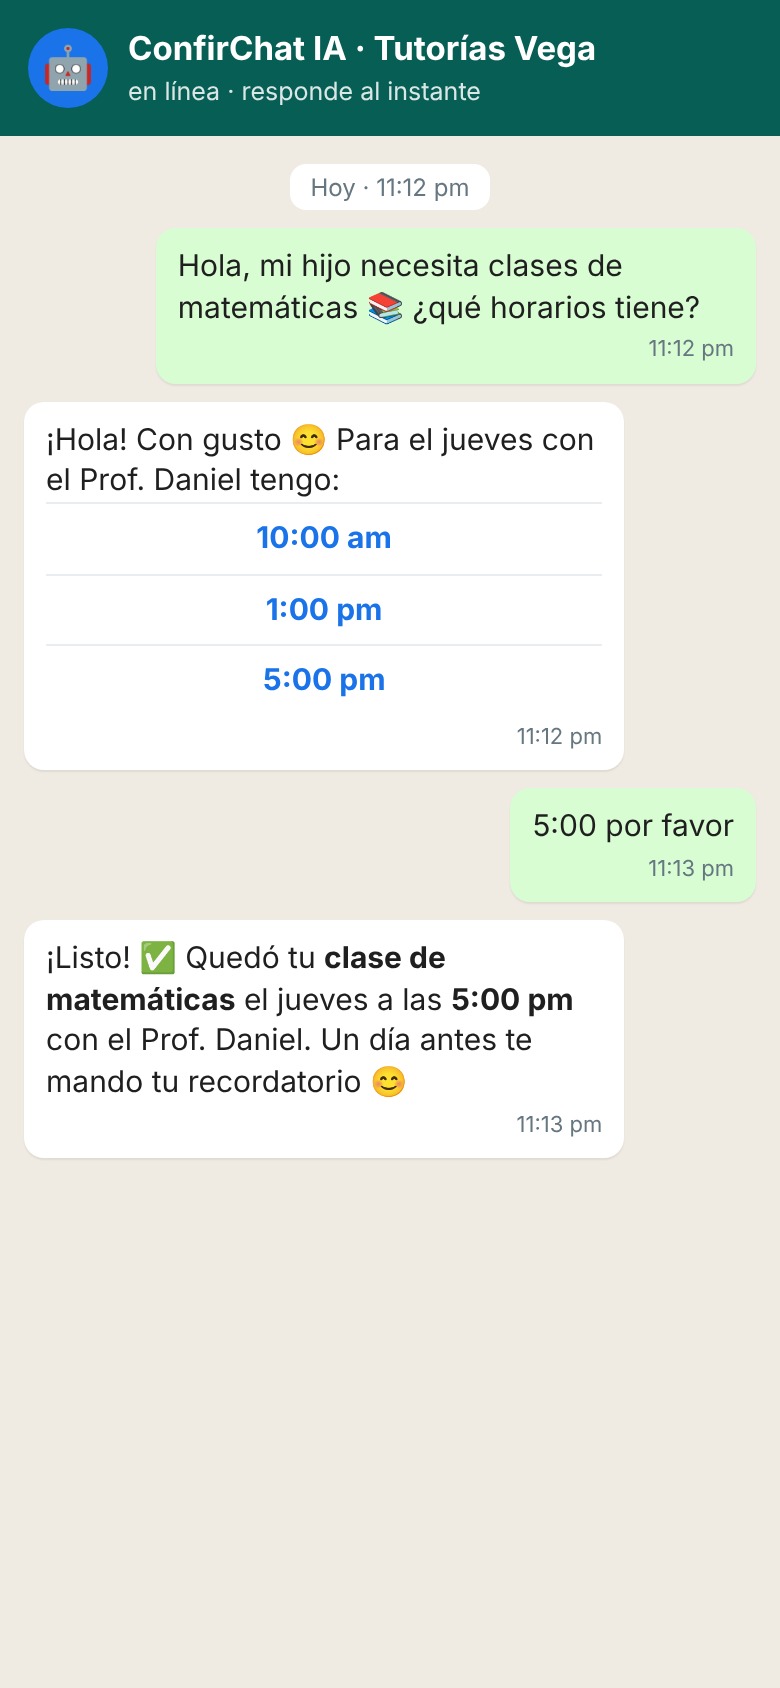 ConfirChat IA · Tutorías Vega
en línea · responde al instante
Hoy · 11:12 pm
Hola, mi hijo necesita clases de
matemáticas 📚 ¿qué horarios tiene?
11:12 pm
¡Hola! Con gusto 😊 Para el jueves con
el Prof. Daniel tengo:
10:00 am
1:00 pm
5:00 pm
11:12 pm
5:00 por favor
11:13 pm
¡Listo! ✅ Quedó tu clase de
matemáticas el jueves a las 5:00 pm
con el Prof. Daniel. Un día antes te
mando tu recordatorio 😊
11:13 pm